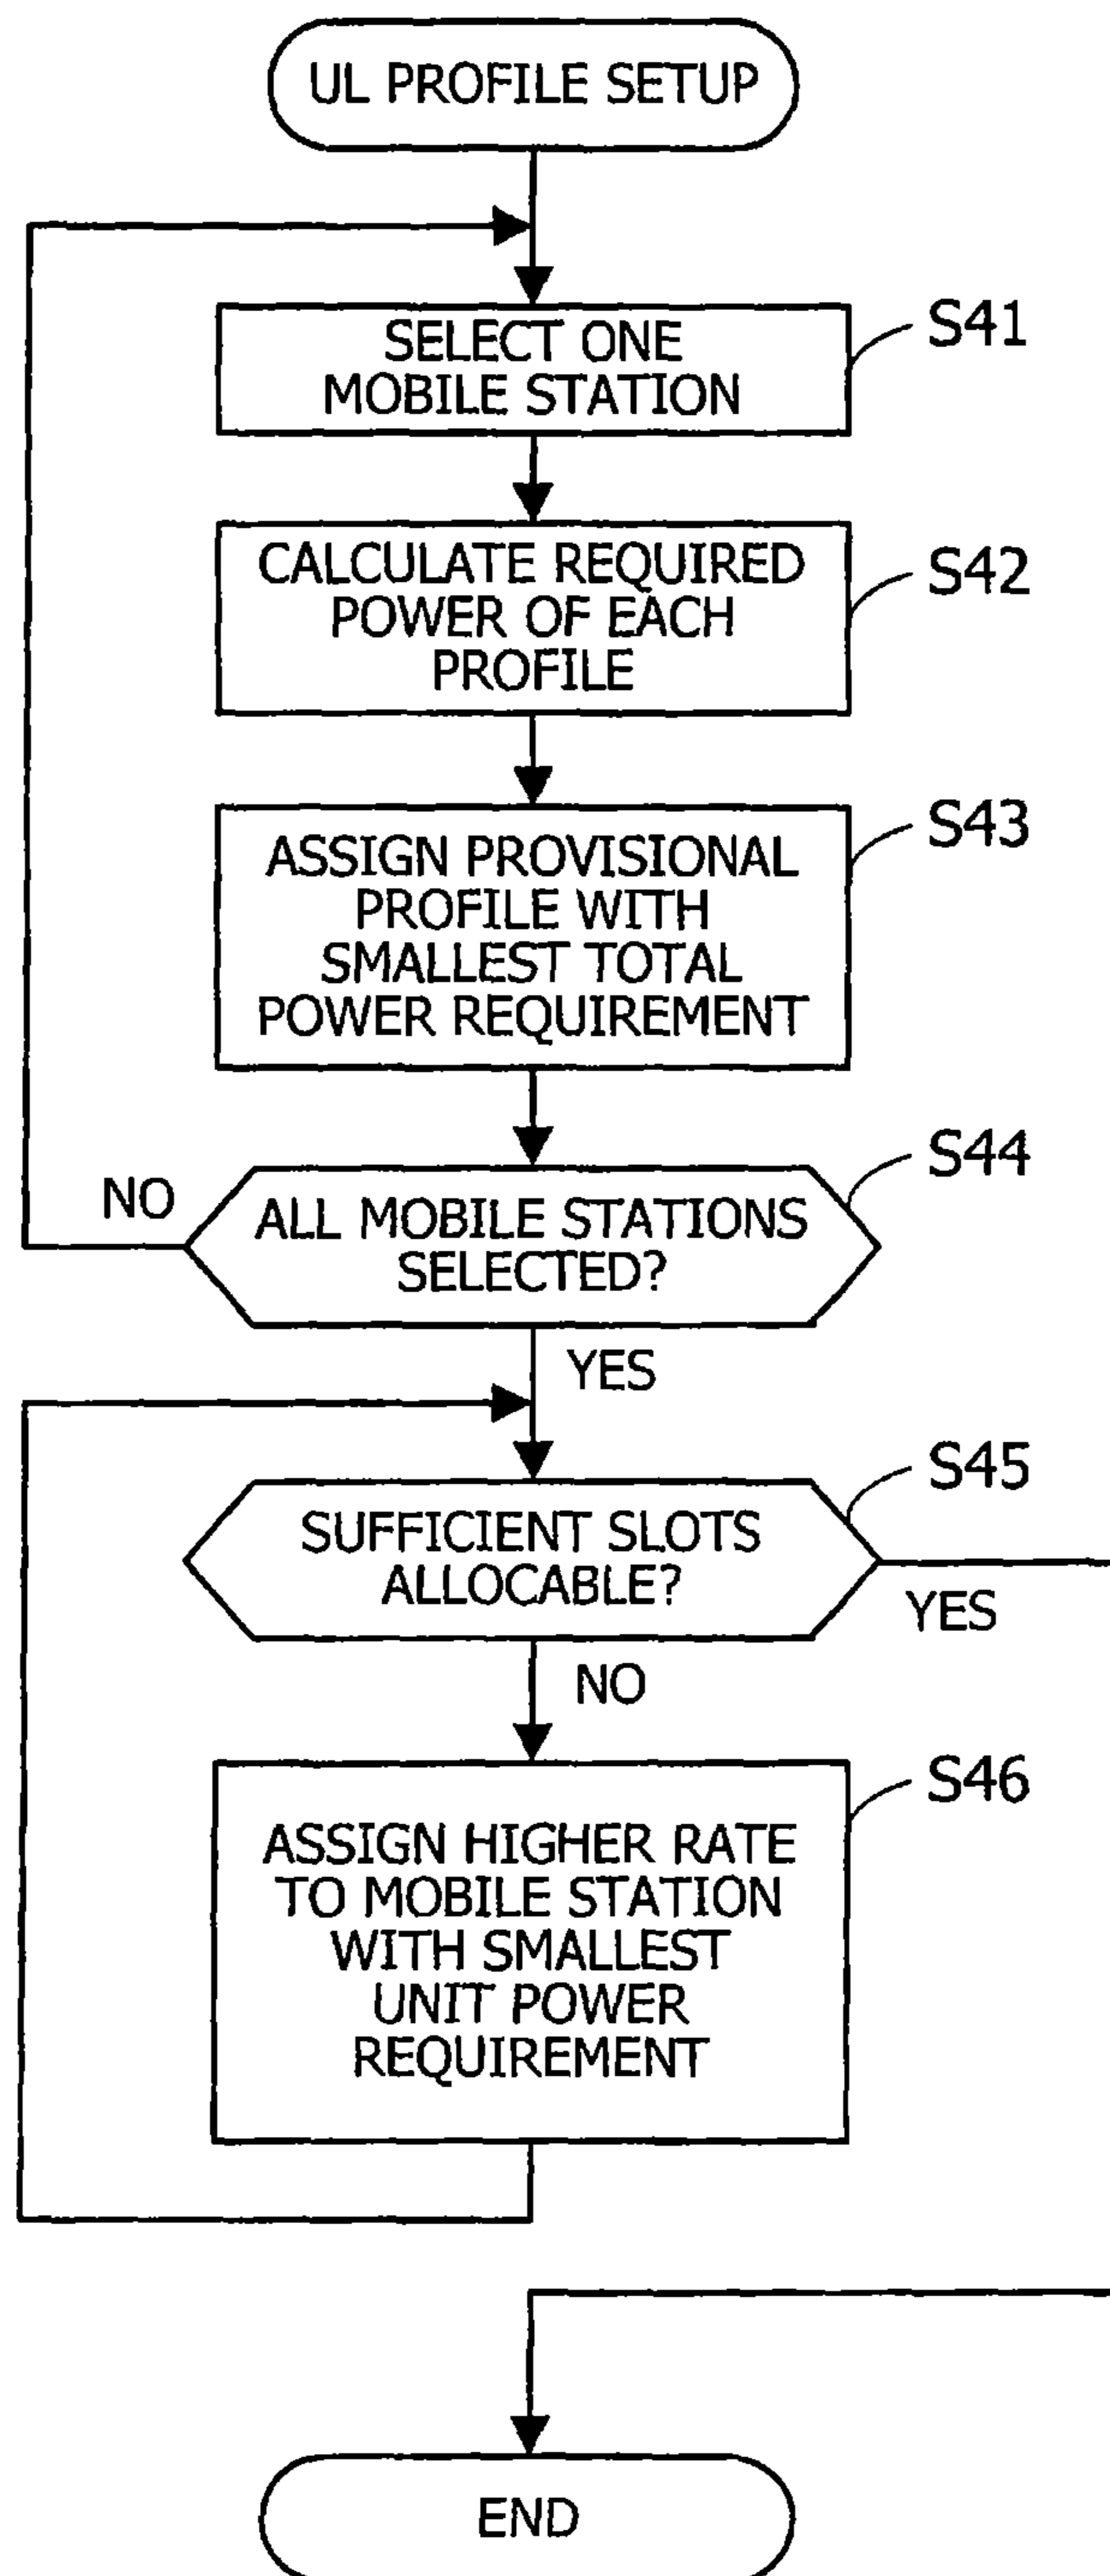 UL PROFILE SETUP
SELECT ONE
MOBILE STATION
S41
CALCULATE REQUIRED
POWER OF EACH
PROFILE
S42
ASSIGN PROVISIONAL
PROFILE WITH
SMALLEST TOTAL
POWER REQUIREMENT
S43
ALL MOBILE STATIONS
SELECTED?
S44
NO
YES
SUFFICIENT SLOTS
ALLOCABLE?
S45
YES
NO
ASSIGN HIGHER RATE
TO MOBILE STATION
WITH SMALLEST
UNIT POWER
REQUIREMENT
S46
END